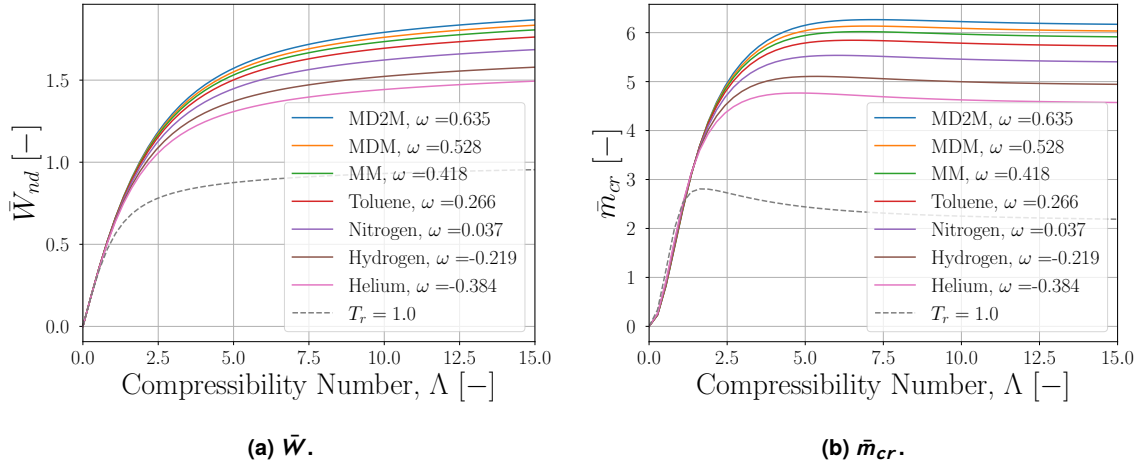 1.5
1.0
0.5
0.0
W̄nd [−]
MD2M, ω =0.635
MDM, ω =0.528
MM, ω =0.418
Toluene, ω =0.266
Nitrogen, ω =0.037
Hydrogen, ω =-0.219
Helium, ω =-0.384
Tr = 1.0
0.0 2.5 5.0 7.5 10.0 12.5 15.0
Compressibility Number, Λ [−]
(a) W̄.
6
5
4
3
2
1
0
m̄cr [−]
MD2M, ω =0.635
MDM, ω =0.528
MM, ω =0.418
Toluene, ω =0.266
Nitrogen, ω =0.037
Hydrogen, ω =-0.219
Helium, ω =-0.384
Tr = 1.0
0.0 2.5 5.0 7.5 10.0 12.5 15.0
Compressibility Number, Λ [−]
(b) m̄cr.